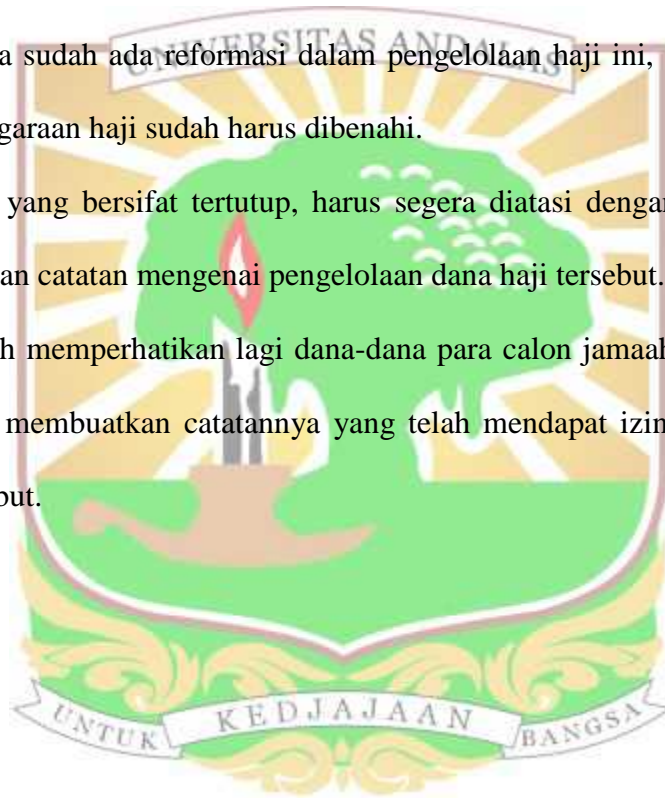 UNIVERSITAS ANDALAS
a sudah ada reformasi dalam pengelolaan haji ini,
garaan haji sudah harus dibenahi.
yang bersifat tertutup, harus segera diatasi dengan
an catatan mengenai pengelolaan dana haji tersebut.
h memperhatikan lagi dana-dana para calon jamaah
membuatkan catatannya yang telah mendapat izin
but.
UNTUK KEDJAJAAN BANGSA